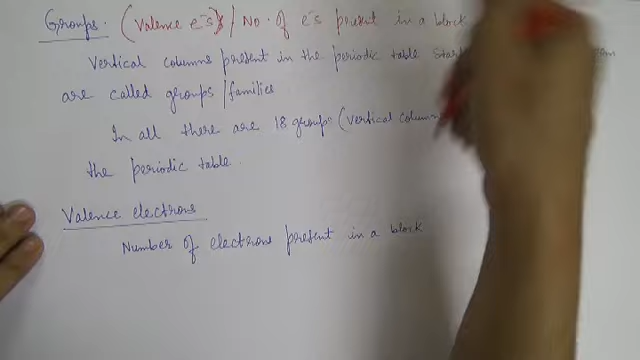 Groups. (Valence e⁻s) / No. of e⁻s present in a block
Vertical columns present in the periodic table
are called groups / families
In all there are 18 groups (Vertical
the periodic table.
Valence electrons
Number of electrons present in a block